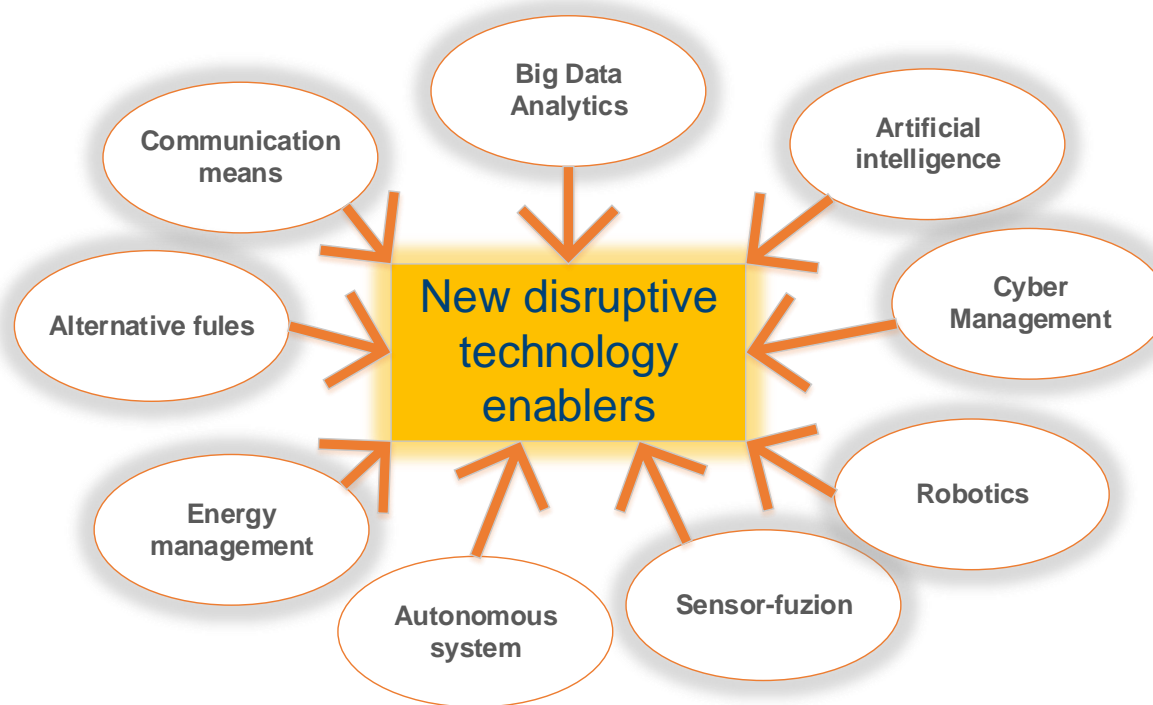 Big Data
Analytics
Communication
means
Artificial
intelligence
Alternative fules
New disruptive
technology
enablers
Cyber
Management
Energy
management
Robotics
Autonomous
system
Sensor-fuzion